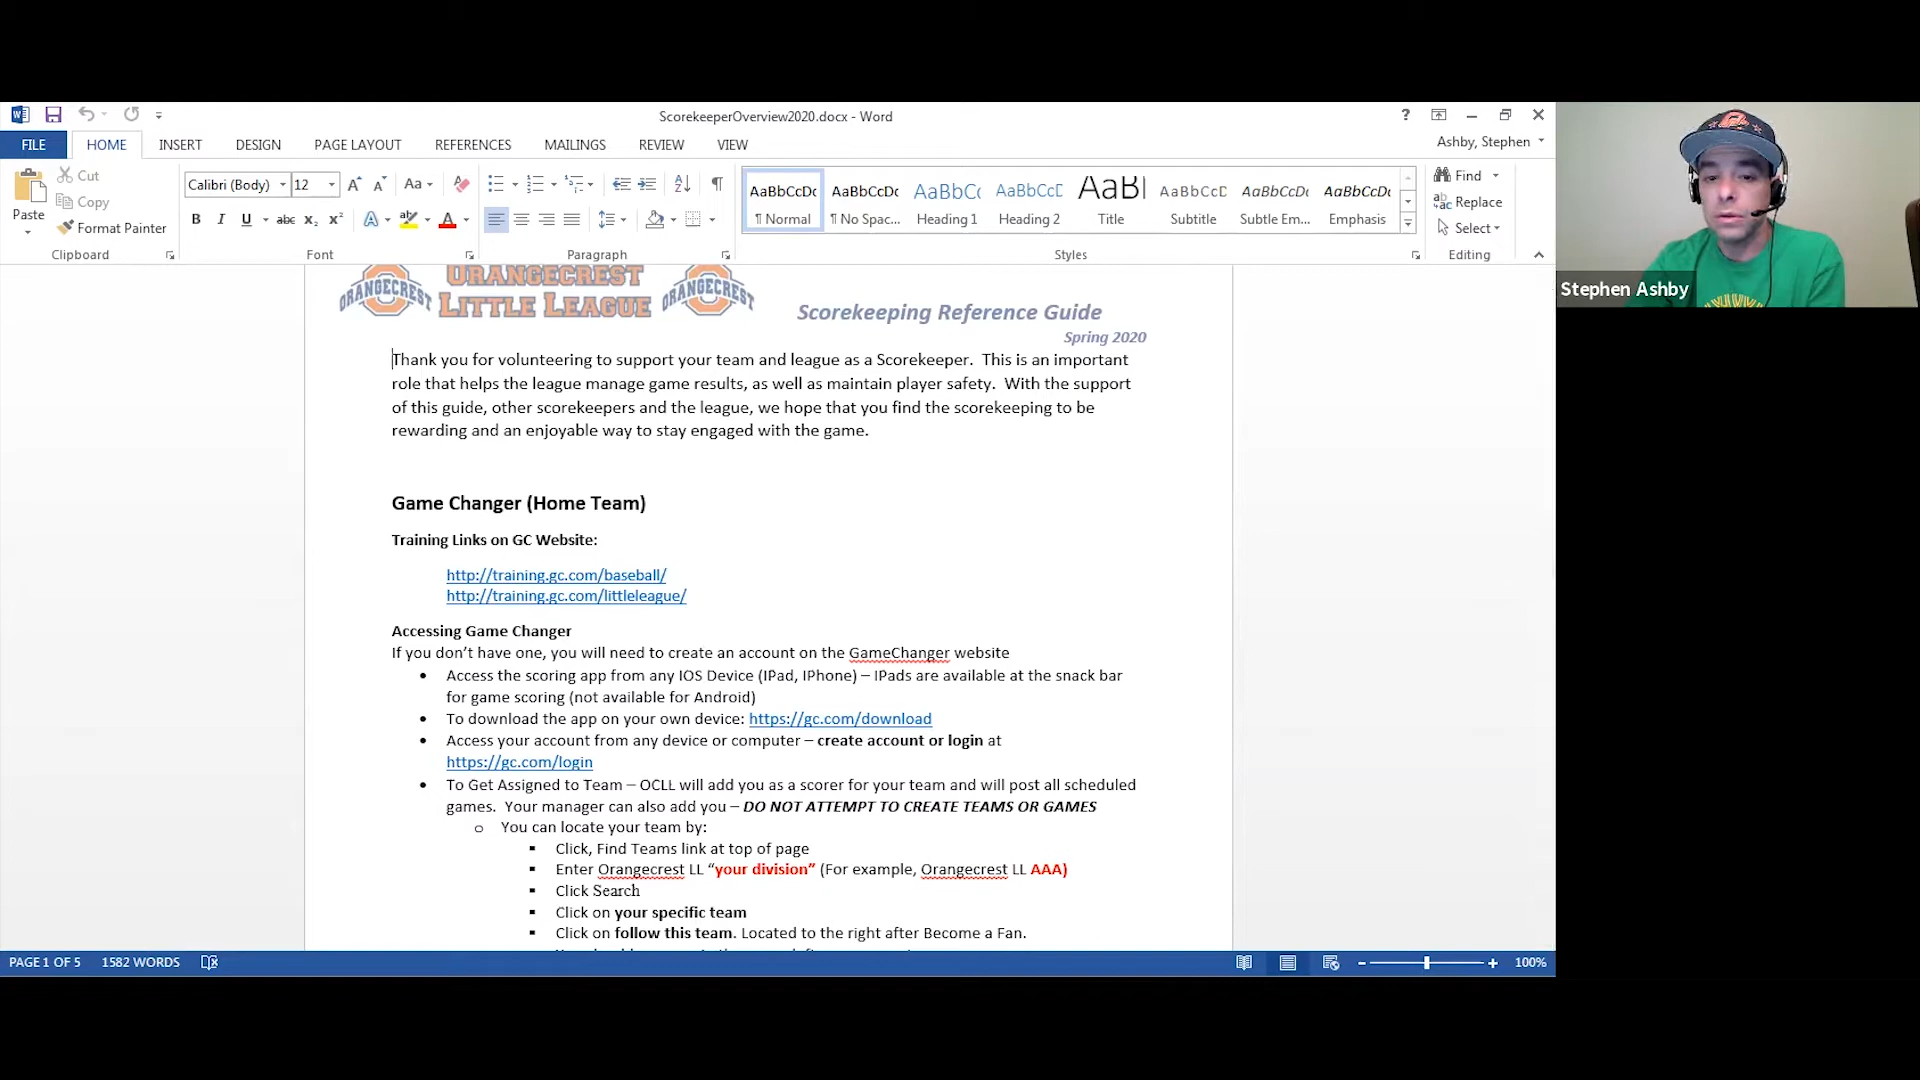 ScorekeeperOverview2020.docx - Word
?
FILE HOME INSERT DESIGN PAGE LAYOUT REFERENCES MAILINGS REVIEW VIEW
Ashby, Stephen
Paste
Cut
Copy
Format Painter
Clipboard
Calibri (Body) 12
Aa
B I U abc x₂ x² A ab A
Font
Paragraph
AaBbCcDc AaBbCcDc AaBbC( AaBbCcD AaB AaBbCcD AaBbCcDc AaBbCcDc
¶ Normal ¶ No Spac... Heading 1 Heading 2 Title Subtitle Subtle Em... Emphasis
Styles
Find
Replace
Select
Editing
Stephen Ashby
ORANGECREST
LITTLE LEAGUE
ORANGECREST
ORANGECREST
Scorekeeping Reference Guide
Spring 2020
Thank you for volunteering to support your team and league as a Scorekeeper. This is an important
role that helps the league manage game results, as well as maintain player safety. With the support
of this guide, other scorekeepers and the league, we hope that you find the scorekeeping to be
rewarding and an enjoyable way to stay engaged with the game.
Game Changer (Home Team)
Training Links on GC Website:
http://training.gc.com/baseball/
http://training.gc.com/littleleague/
Accessing Game Changer
If you don’t have one, you will need to create an account on the GameChanger website
• Access the scoring app from any IOS Device (IPad, IPhone) – IPads are available at the snack bar
for game scoring (not available for Android)
• To download the app on your own device: https://gc.com/download
• Access your account from any device or computer – create account or login at
https://gc.com/login
• To Get Assigned to Team – OCLL will add you as a scorer for your team and will post all scheduled
games. Your manager can also add you – DO NOT ATTEMPT TO CREATE TEAMS OR GAMES
o You can locate your team by:
▪ Click, Find Teams link at top of page
▪ Enter Orangecrest LL “your division” (For example, Orangecrest LL AAA)
▪ Click Search
▪ Click on your specific team
▪ Click on follow this team. Located to the right after Become a Fan.
PAGE 1 OF 5 1582 WORDS
100%